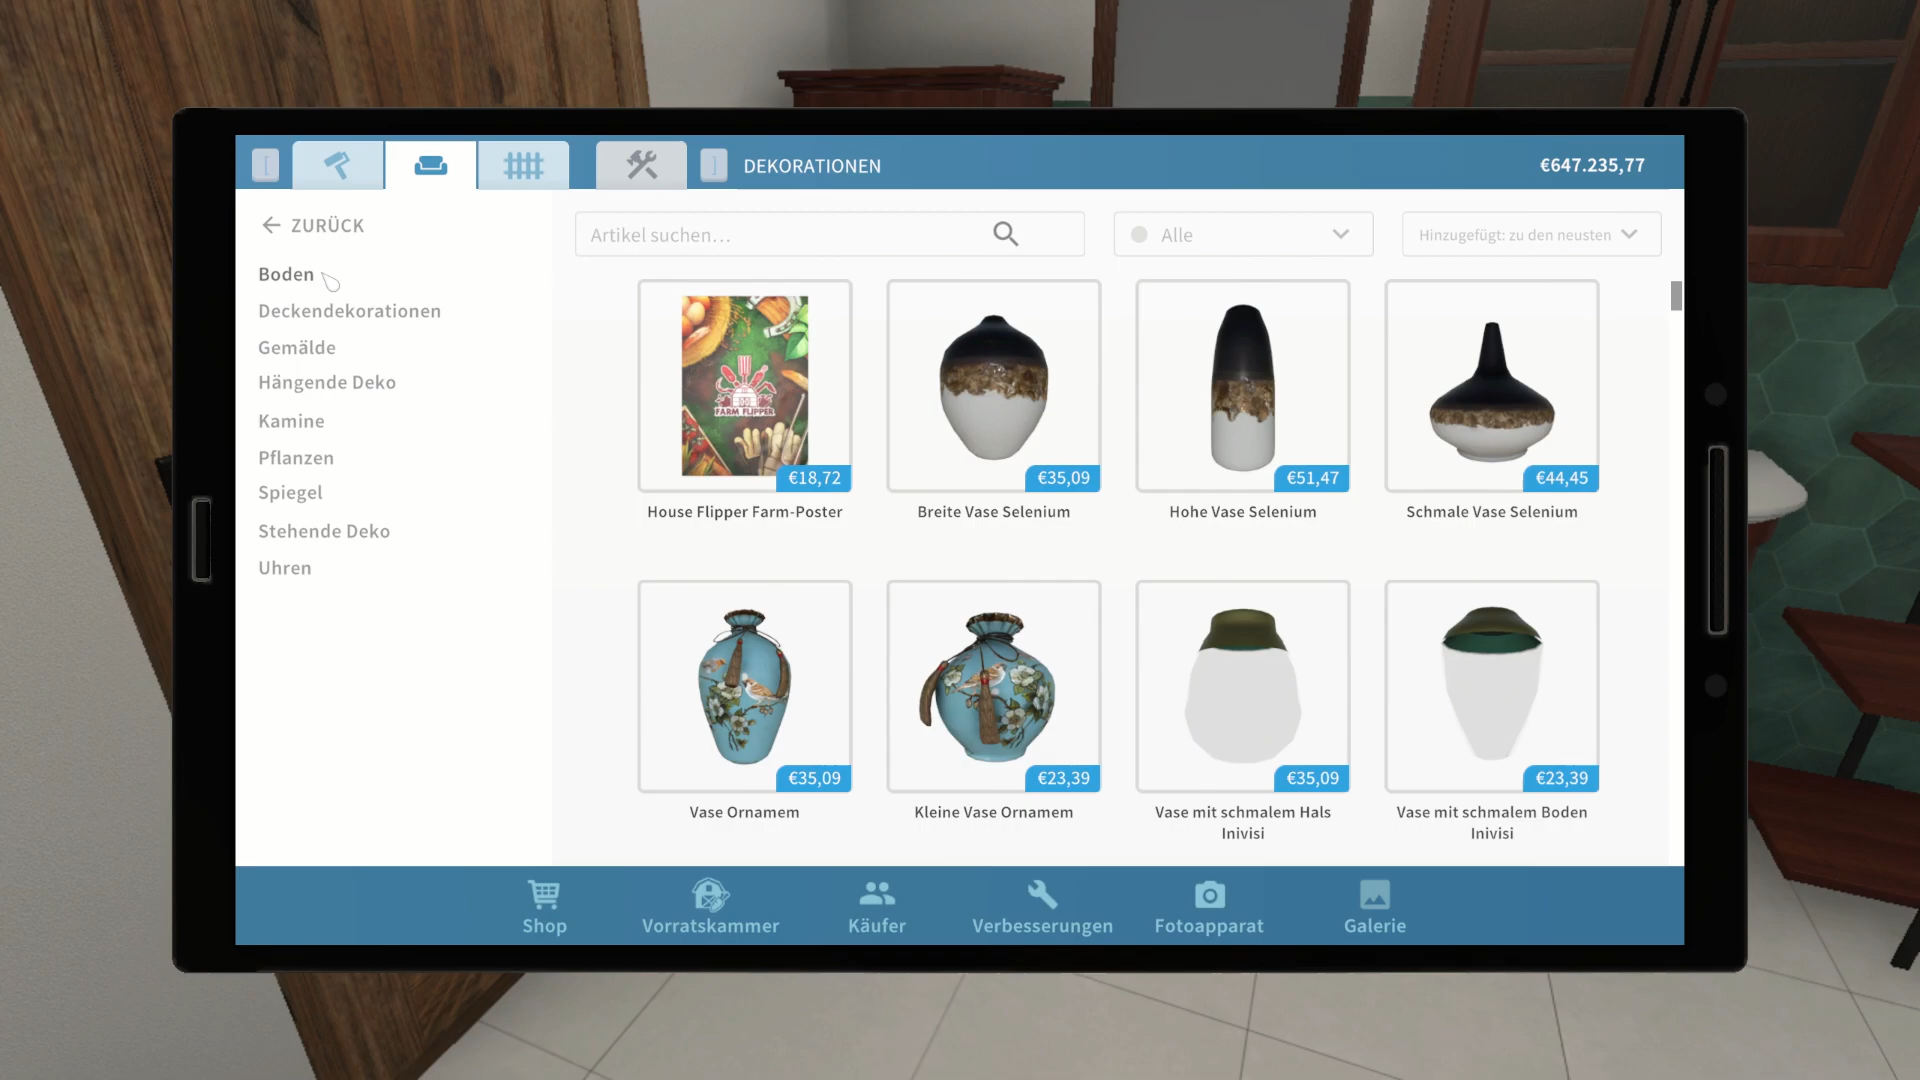 [
]
DEKORATIONEN
€647.235,77
ZURÜCK
Boden
Deckendekorationen
Gemälde
Hängende Deko
Kamine
Pflanzen
Spiegel
Stehende Deko
Uhren
Artikel suchen...
Alle
Hinzugefügt: zu den neusten
FARM FLIPPER
€18,72
€35,09
€51,47
€44,45
House Flipper Farm-Poster
Breite Vase Selenium
Hohe Vase Selenium
Schmale Vase Selenium
€35,09
€23,39
€35,09
€23,39
Vase Ornamem
Kleine Vase Ornamem
Vase mit schmalem Hals
Inivisi
Vase mit schmalem Boden
Inivisi
Shop
Vorratskammer
Käufer
Verbesserungen
Fotoapparat
Galerie